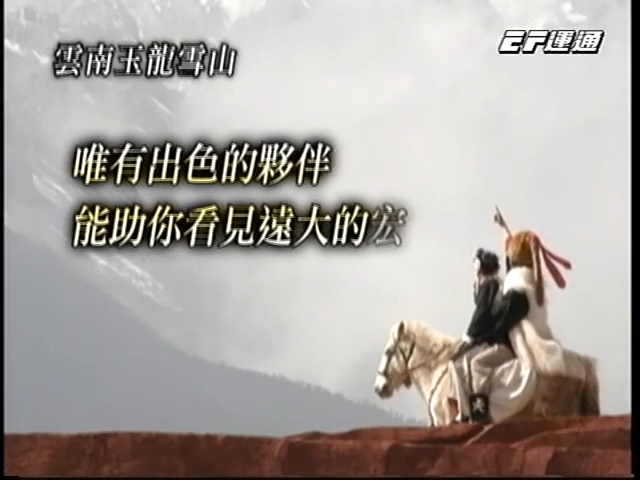 雲南玉龍雪山
ET運通
唯有出色的夥伴
能助你看見遠大的宏